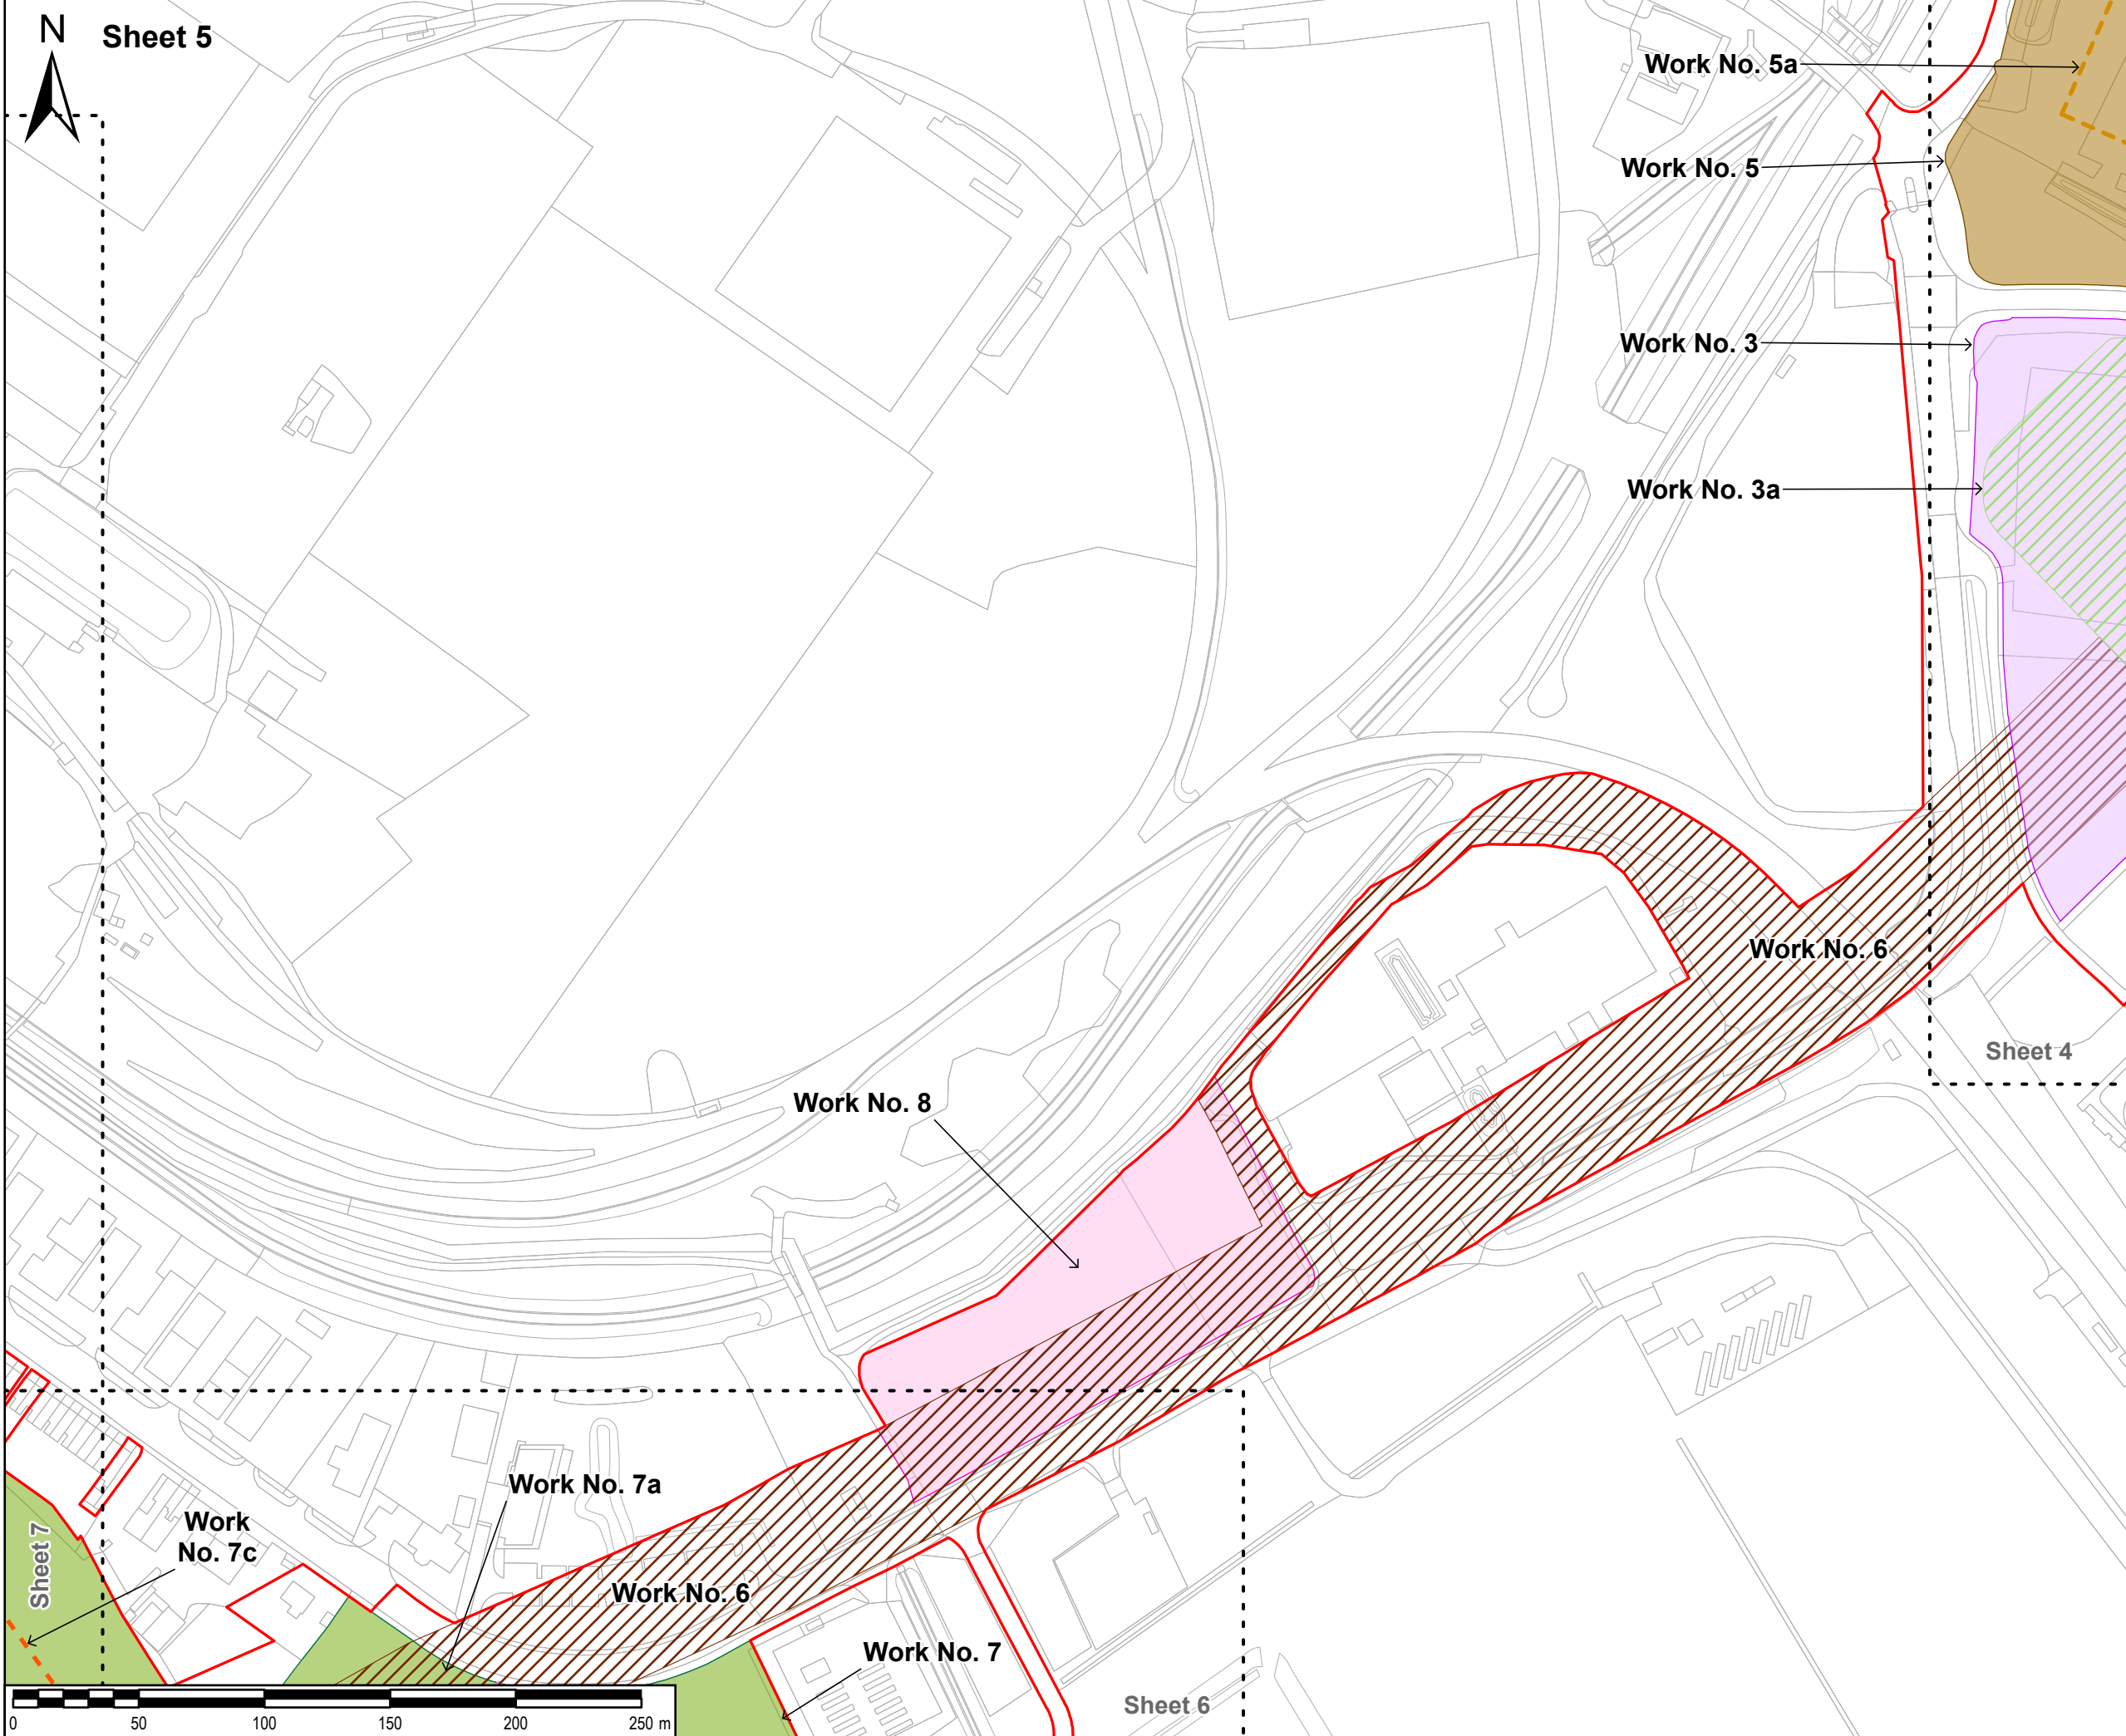 N
Sheet 5
Work No. 5a
Work No. 5
Work No. 3
Work No. 3a
Work No. 6
Sheet 4
Work No. 8
Work No. 7a
Work
No. 7c
Sheet 7
Work No. 6
Work No. 7
Sheet 6
0 50 100 150 200 250 m